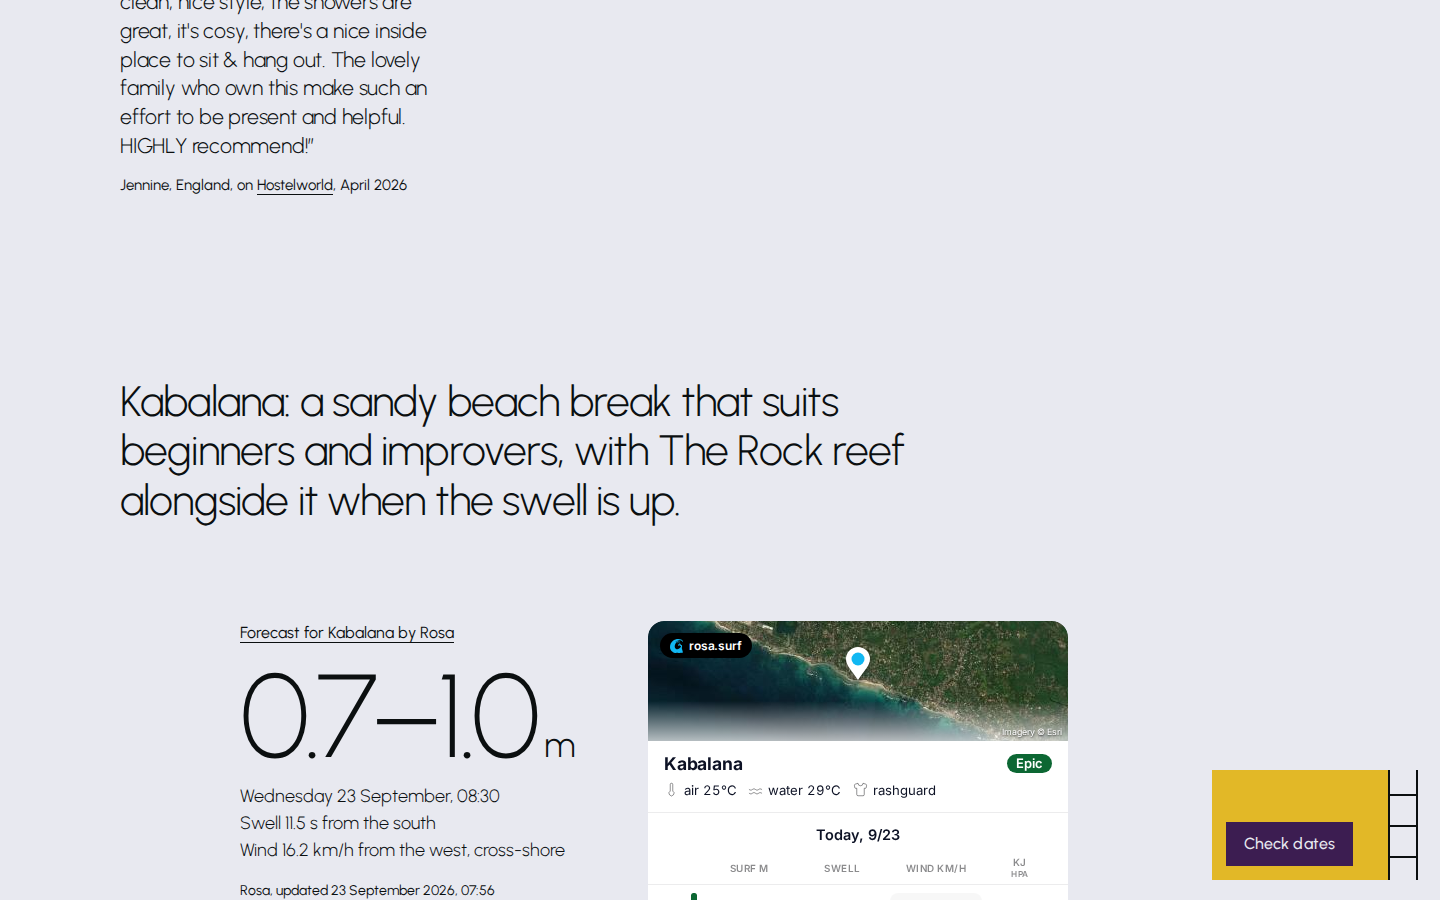 clean, nice style, the showers are
great, it's cosy, there's a nice inside
place to sit & hang out. The lovely
family who own this make such an
effort to be present and helpful.
HIGHLY recommend!"
Jennine, England, on Hostelworld, April 2026
Kabalana: a sandy beach break that suits
beginners and improvers, with The Rock reef
alongside it when the swell is up.
Forecast for Kabalana by Rosa
0.7–1.0 m
Wednesday 23 September, 08:30
Swell 11.5 s from the south
Wind 16.2 km/h from the west, cross-shore
Rosa, updated 23 September 2026, 07:56
rosa.surf
Imagery © Esri
Kabalana
Epic
air 25°C water 29°C rashguard
Today, 9/23
SURF M SWELL WIND KM/H KJ
HPA
Check dates